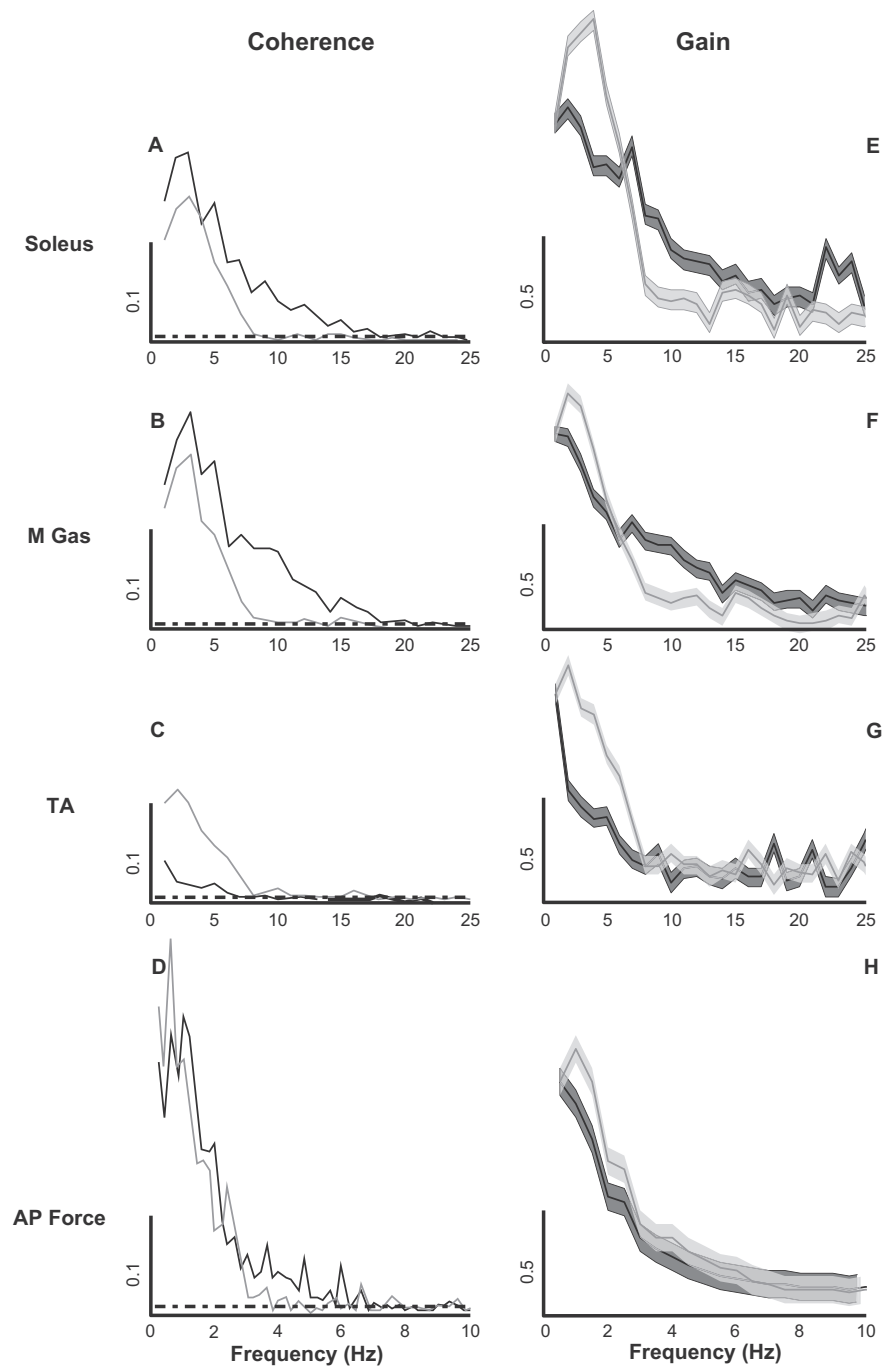 Coherence Gain
A E
Soleus
0.1 0.5
0 5 10 15 20 25 0 5 10 15 20 25
B F
M Gas
0.1 0.5
0 5 10 15 20 25 0 5 10 15 20 25
C G
TA
0.1 0.5
0 5 10 15 20 25 0 5 10 15 20 25
D H
AP Force
0.1 0.5
0 2 4 6 8 10 0 2 4 6 8 10
Frequency (Hz) Frequency (Hz)